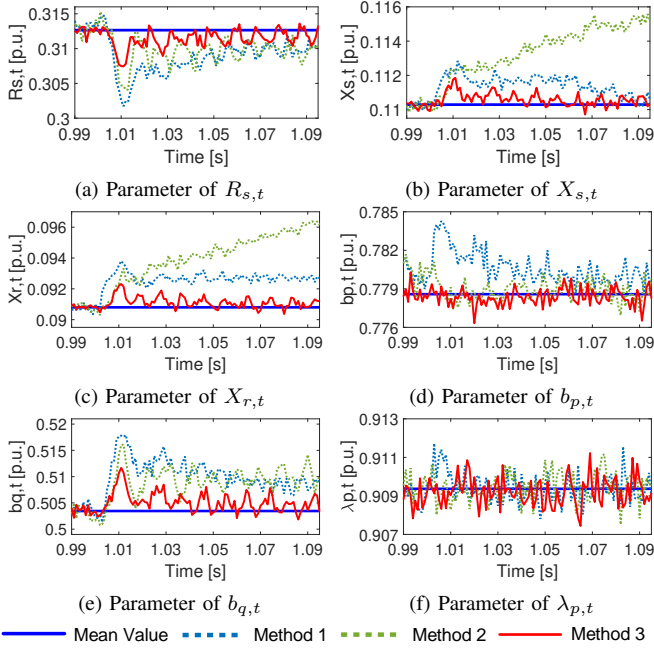 0.315
0.31
0.305
0.3
Rs,t [p.u.]
0.99 1.01 1.03 1.05 1.07 1.09
Time [s]
(a) Parameter of R_{s,t}
0.116
0.114
0.112
0.11
Xs,t [p.u.]
0.99 1.01 1.03 1.05 1.07 1.09
Time [s]
(b) Parameter of X_{s,t}
0.096
0.094
0.092
0.09
Xr,t [p.u.]
0.99 1.01 1.03 1.05 1.07 1.09
Time [s]
(c) Parameter of X_{r,t}
0.785
0.782
0.779
0.776
bp,t [p.u.]
0.99 1.01 1.03 1.05 1.07 1.09
Time [s]
(d) Parameter of b_{p,t}
0.52
0.515
0.51
0.505
0.5
bq,t [p.u.]
0.99 1.01 1.03 1.05 1.07 1.09
Time [s]
(e) Parameter of b_{q,t}
0.913
0.911
0.909
0.907
λp,t [p.u.]
0.99 1.01 1.03 1.05 1.07 1.09
Time [s]
(f) Parameter of λ_{p,t}
Mean Value Method 1 Method 2 Method 3